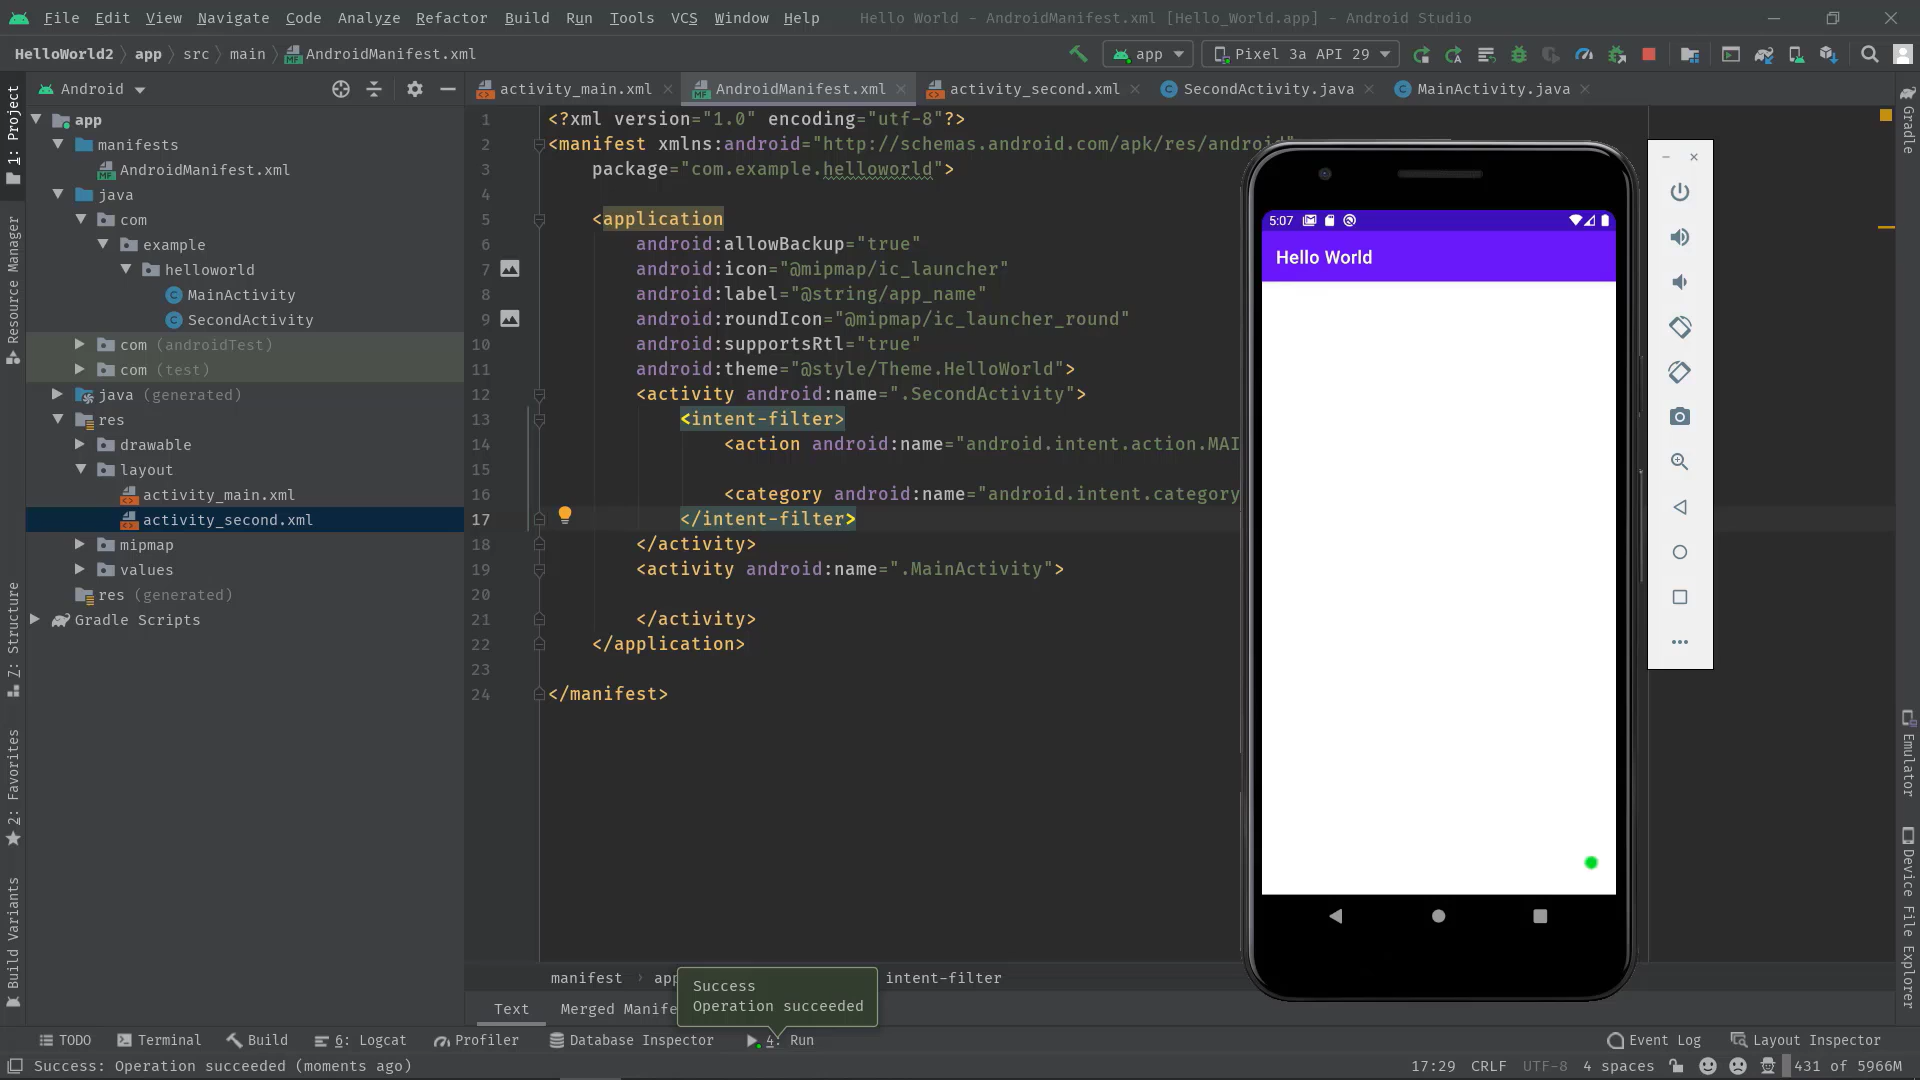 File Edit View Navigate Code Analyze Refactor Build Run Tools VCS Window Help Hello World - AndroidManifest.xml [Hello_World.app] - Android Studio
HelloWorld2 app src main AndroidManifest.xml app Pixel 3a API 29
Android
activity_main.xml AndroidManifest.xml activity_second.xml SecondActivity.java MainActivity.java
1: Project
Resource Manager
Z: Structure
2: Favorites
Build Variants
app
manifests
AndroidManifest.xml
java
com
example
helloworld
MainActivity
SecondActivity
com (androidTest)
com (test)
java (generated)
res
drawable
layout
activity_main.xml
activity_second.xml
mipmap
values
res (generated)
Gradle Scripts
1 <?xml version="1.0" encoding="utf-8"?>
2 <manifest xmlns:android="http://schemas.android.com/apk/res/android"
3 package="com.example.helloworld">
4
5 <application
6 android:allowBackup="true"
7 android:icon="@mipmap/ic_launcher"
8 android:label="@string/app_name"
9 android:roundIcon="@mipmap/ic_launcher_round"
10 android:supportsRtl="true"
11 android:theme="@style/Theme.HelloWorld">
12 <activity android:name=".SecondActivity">
13 <intent-filter>
14 <action android:name="android.intent.action.MAI
15
16 <category android:name="android.intent.category
17 </intent-filter>
18 </activity>
19 <activity android:name=".MainActivity">
20
21 </activity>
22 </application>
23
24 </manifest>
5:07
Hello World
Gradle
Emulator
Device File Explorer
manifest app intent-filter
Success
Operation succeeded
Text Merged Manife
TODO Terminal Build 6: Logcat Profiler Database Inspector 4: Run Event Log Layout Inspector
Success: Operation succeeded (moments ago) 17:29 CRLF UTF-8 4 spaces 431 of 5966M